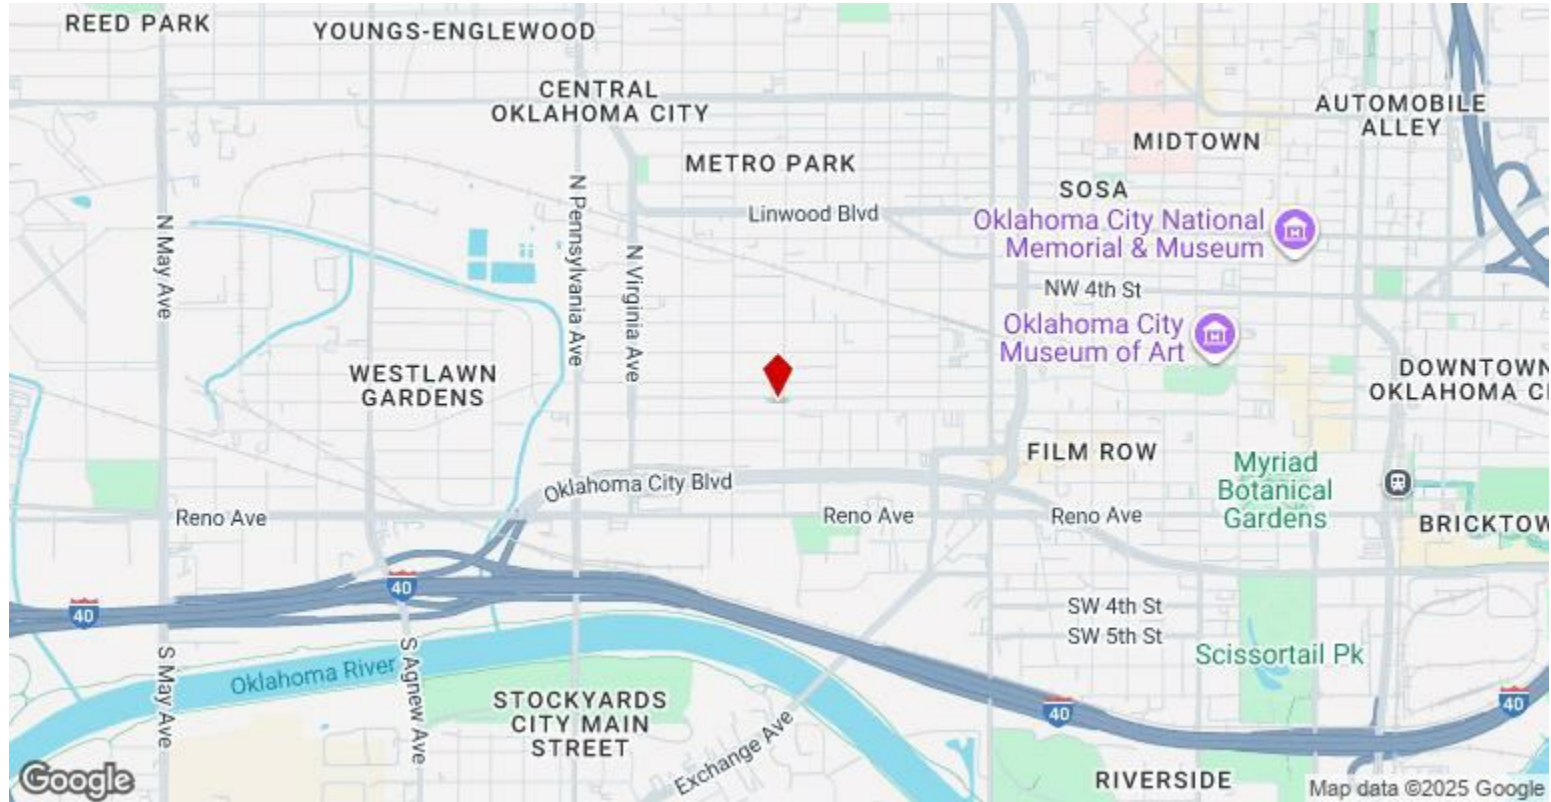 REED PARK
YOUNGS-ENGLEWOOD
CENTRAL
OKLAHOMA CITY
AUTOMOBILE
ALLEY
MIDTOWN
METRO PARK
SOSA
Linwood Blvd
Oklahoma City National
Memorial & Museum
N May Ave
N Pennsylvania Ave
N Virginia Ave
NW 4th St
Oklahoma City
Museum of Art
WESTLAWN
GARDENS
DOWNTOWN
OKLAHOMA CI
FILM ROW
Myriad
Botanical
Gardens
Oklahoma City Blvd
Reno Ave
Reno Ave
Reno Ave
BRICKTOW
40
40
SW 4th St
SW 5th St
Scissortail Pk
S May Ave
S Agnew Ave
Oklahoma River
STOCKYARDS
CITY MAIN
STREET
Exchange Ave
40
40
RIVERSIDE
Google
Map data ©2025 Google